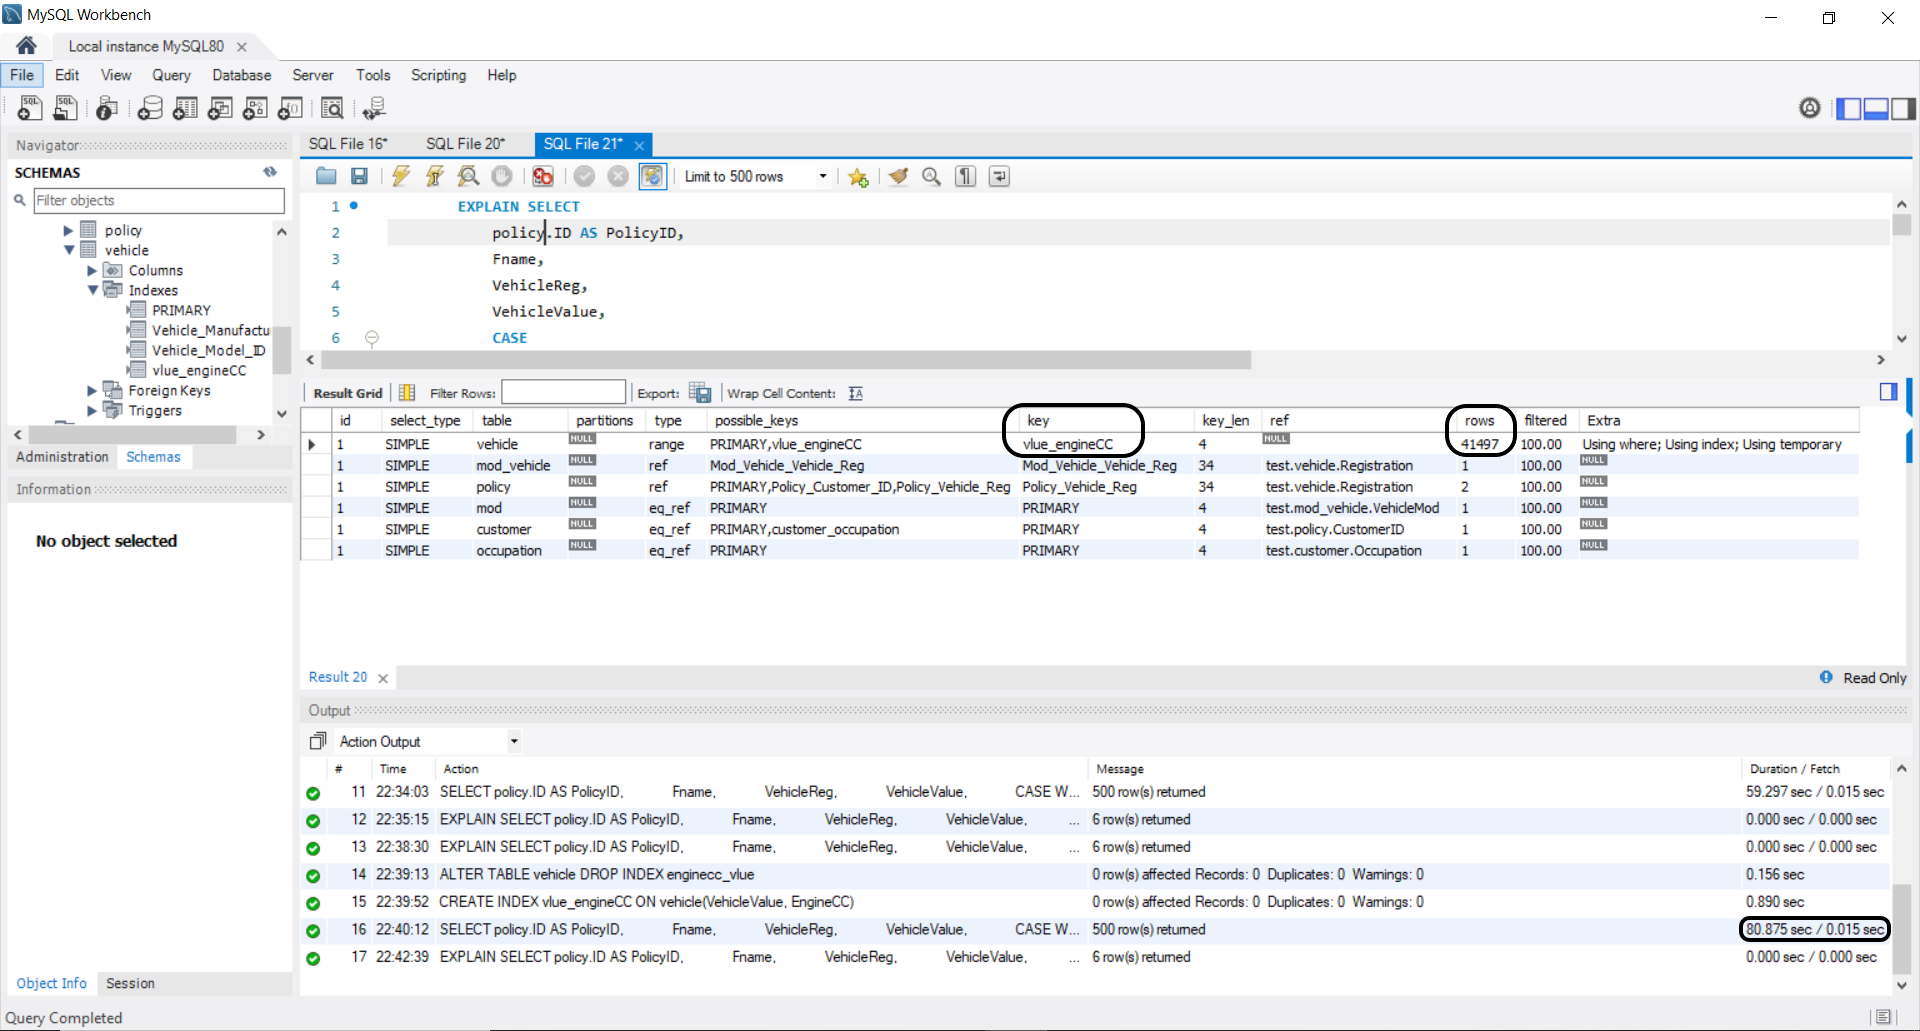 MySQL Workbench
Local instance MySQL80
File Edit View Query Database Server Tools Scripting Help
Navigator
SCHEMAS
Filter objects
policy
vehicle
Columns
Indexes
PRIMARY
Vehicle_Manufactu
Vehicle_Model_ID
vlue_engineCC
Foreign Keys
Triggers
Administration Schemas
Information
No object selected
Object Info Session
Query Completed
SQL File 16* SQL File 20* SQL File 21*
Limit to 500 rows
1 EXPLAIN SELECT
2 policy.ID AS PolicyID,
3 Fname,
4 VehicleReg,
5 VehicleValue,
6 CASE
Result Grid Filter Rows: Export: Wrap Cell Content:
id select_type table partitions type possible_keys key key_len ref rows filtered Extra
1 SIMPLE vehicle NULL range PRIMARY,vlue_engineCC vlue_engineCC 4 NULL 41497 100.00 Using where; Using index; Using temporary
1 SIMPLE mod_vehicle NULL ref Mod_Vehicle_Vehicle_Reg Mod_Vehicle_Vehicle_Reg 34 test.vehicle.Registration 1 100.00 NULL
1 SIMPLE policy NULL ref PRIMARY,Policy_Customer_ID,Policy_Vehicle_Reg Policy_Vehicle_Reg 34 test.vehicle.Registration 2 100.00 NULL
1 SIMPLE mod NULL eq_ref PRIMARY PRIMARY 4 test.mod_vehicle.VehicleMod 1 100.00 NULL
1 SIMPLE customer NULL eq_ref PRIMARY,customer_occupation PRIMARY 4 test.policy.CustomerID 1 100.00 NULL
1 SIMPLE occupation NULL eq_ref PRIMARY PRIMARY 4 test.customer.Occupation 1 100.00 NULL
Result 20 Read Only
Output
Action Output
# Time Action Message Duration / Fetch
11 22:34:03 SELECT policy.ID AS PolicyID, Fname, VehicleReg, VehicleValue, CASE W... 500 row(s) returned 59.297 sec / 0.015 sec
12 22:35:15 EXPLAIN SELECT policy.ID AS PolicyID, Fname, VehicleReg, VehicleValue, ... 6 row(s) returned 0.000 sec / 0.000 sec
13 22:38:30 EXPLAIN SELECT policy.ID AS PolicyID, Fname, VehicleReg, VehicleValue, ... 6 row(s) returned 0.000 sec / 0.000 sec
14 22:39:13 ALTER TABLE vehicle DROP INDEX enginecc_vlue 0 row(s) affected Records: 0 Duplicates: 0 Warnings: 0 0.156 sec
15 22:39:52 CREATE INDEX vlue_engineCC ON vehicle(VehicleValue, EngineCC) 0 row(s) affected Records: 0 Duplicates: 0 Warnings: 0 0.890 sec
16 22:40:12 SELECT policy.ID AS PolicyID, Fname, VehicleReg, VehicleValue, CASE W... 500 row(s) returned 80.875 sec / 0.015 sec
17 22:42:39 EXPLAIN SELECT policy.ID AS PolicyID, Fname, VehicleReg, VehicleValue, ... 6 row(s) returned 0.000 sec / 0.000 sec